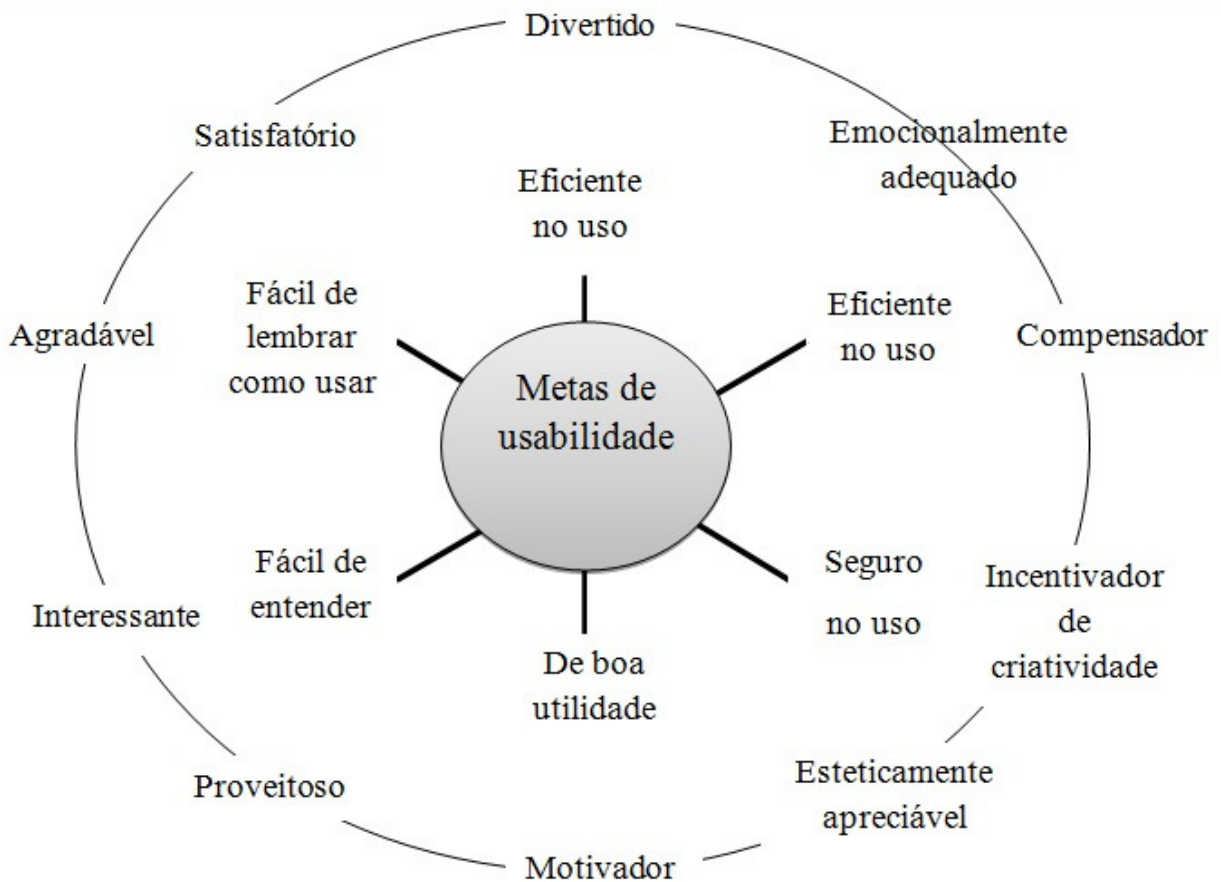 Divertido
Satisfatório
Emocionalmente
adequado
Eficiente
no uso
Fácil de
lembrar
como usar
Eficiente
no uso
Agradável
Compensador
Metas de
usabilidade
Fácil de
entender
Seguro
no uso
Interessante
Incentivador
de
criatividade
De boa
utilidade
Proveitoso
Esteticamente
apreciável
Motivador